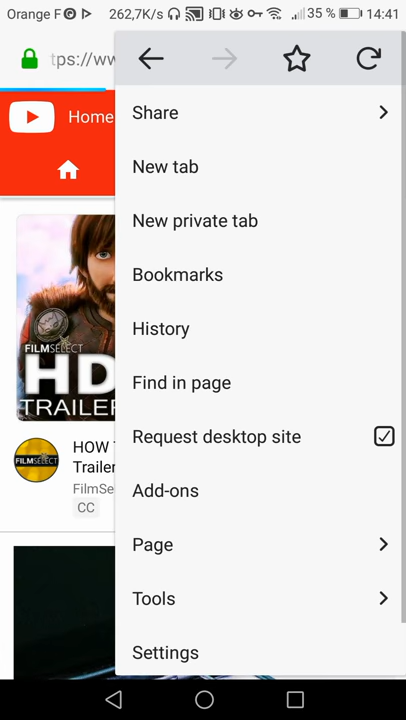 Orange F 262,7K/s 35 % 14:41
tps://ww
Share
Home
New tab
New private tab
Bookmarks
History
FILMSELECT
HD
TRAILER
Find in page
Request desktop site
HOW
FILMSELECT
Trailer
FilmSe
CC
Add-ons
Page
Tools
Settings